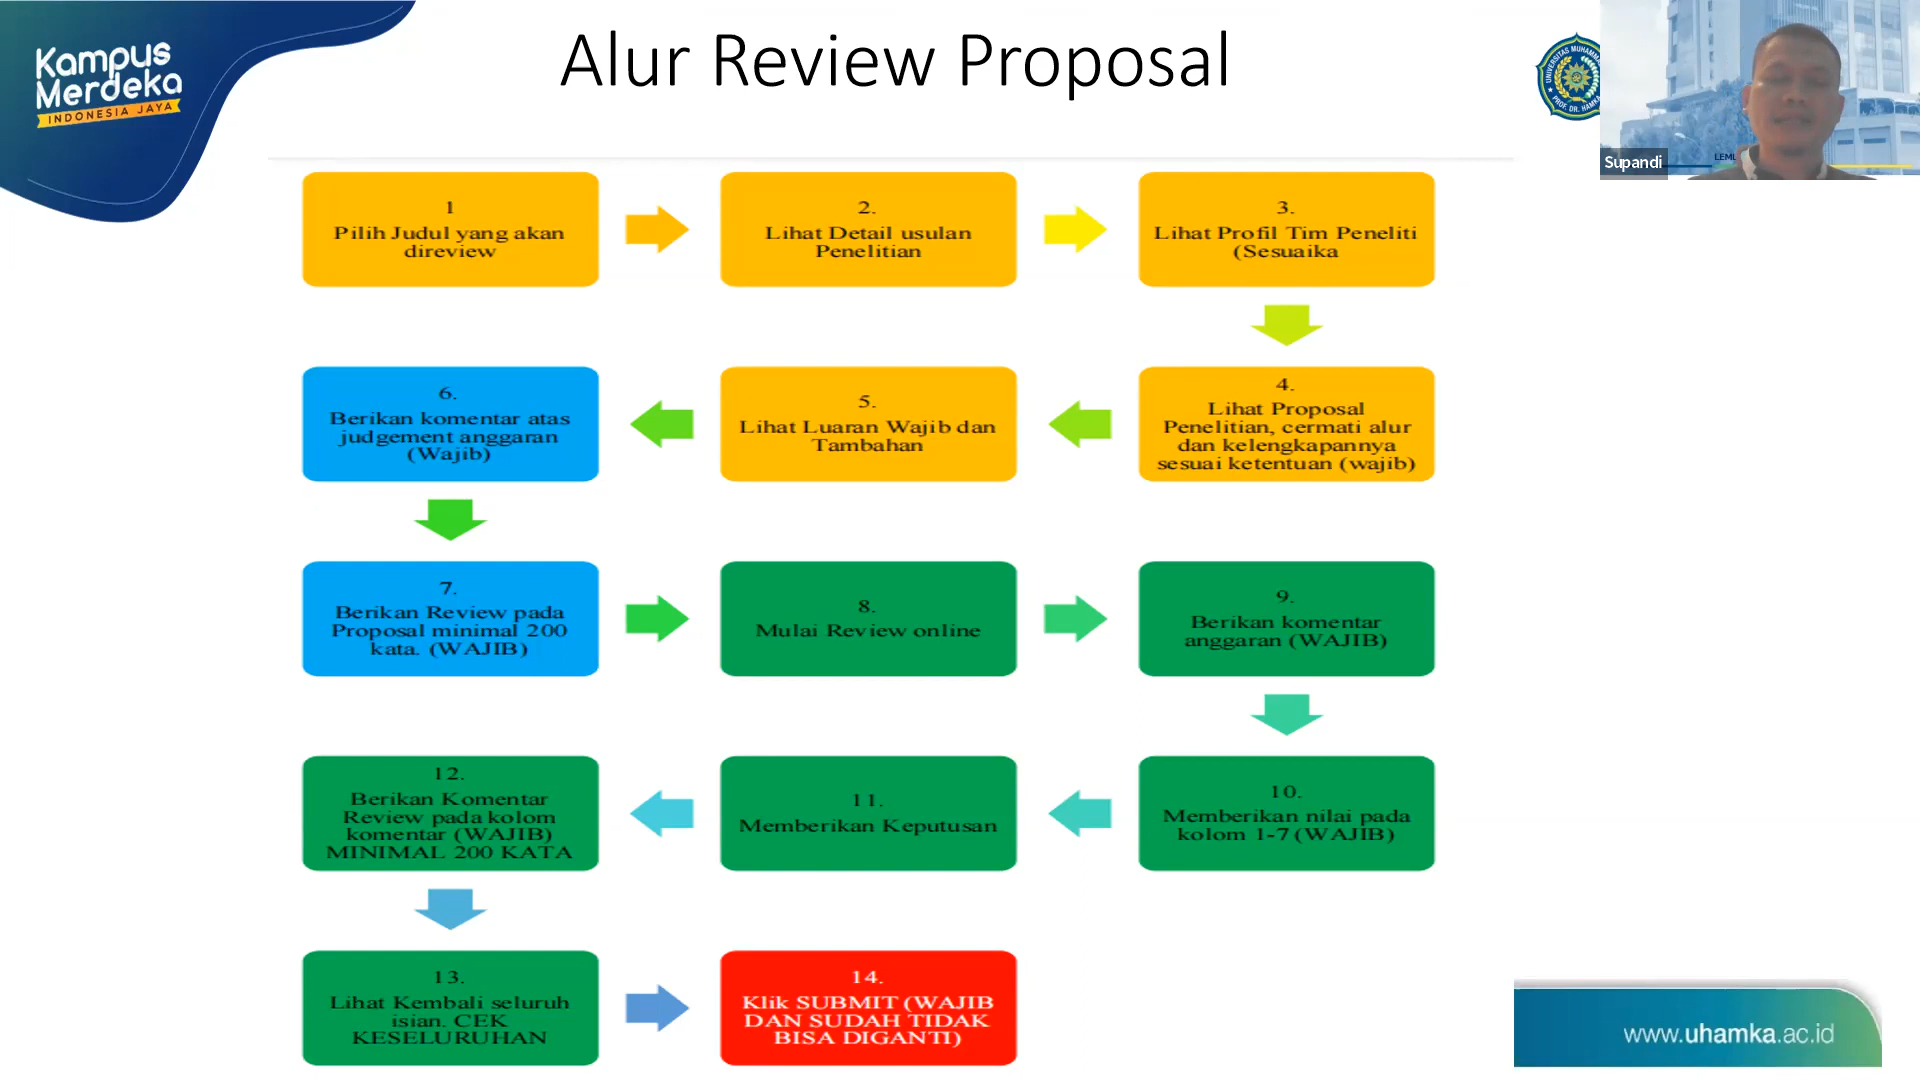 Kampus
Merdeka
INDONESIA JAYA
Alur Review Proposal
UNIVERSITAS MUHAMM
PROF. DR. HAMKA
Supandi
1
Pilih Judul yang akan
direview
2.
Lihat Detail usulan
Penelitian
3.
Lihat Profil Tim Peneliti
(Sesuaika
4.
Lihat Proposal
Penelitian, cermati alur
dan kelengkapannya
sesuai ketentuan (wajib)
5.
Lihat Luaran Wajib dan
Tambahan
6.
Berikan komentar atas
judgement anggaran
(Wajib)
7.
Berikan Review pada
Proposal minimal 200
kata. (WAJIB)
8.
Mulai Review online
9.
Berikan komentar
anggaran (WAJIB)
10.
Memberikan nilai pada
kolom 1-7 (WAJIB)
11.
Memberikan Keputusan
12.
Berikan Komentar
Review pada kolom
komentar (WAJIB)
MINIMAL 200 KATA
13.
Lihat Kembali seluruh
isian. CEK
KESELURUHAN
14.
Klik SUBMIT (WAJIB
DAN SUDAH TIDAK
BISA DIGANTI)
www.uhamka.ac.id